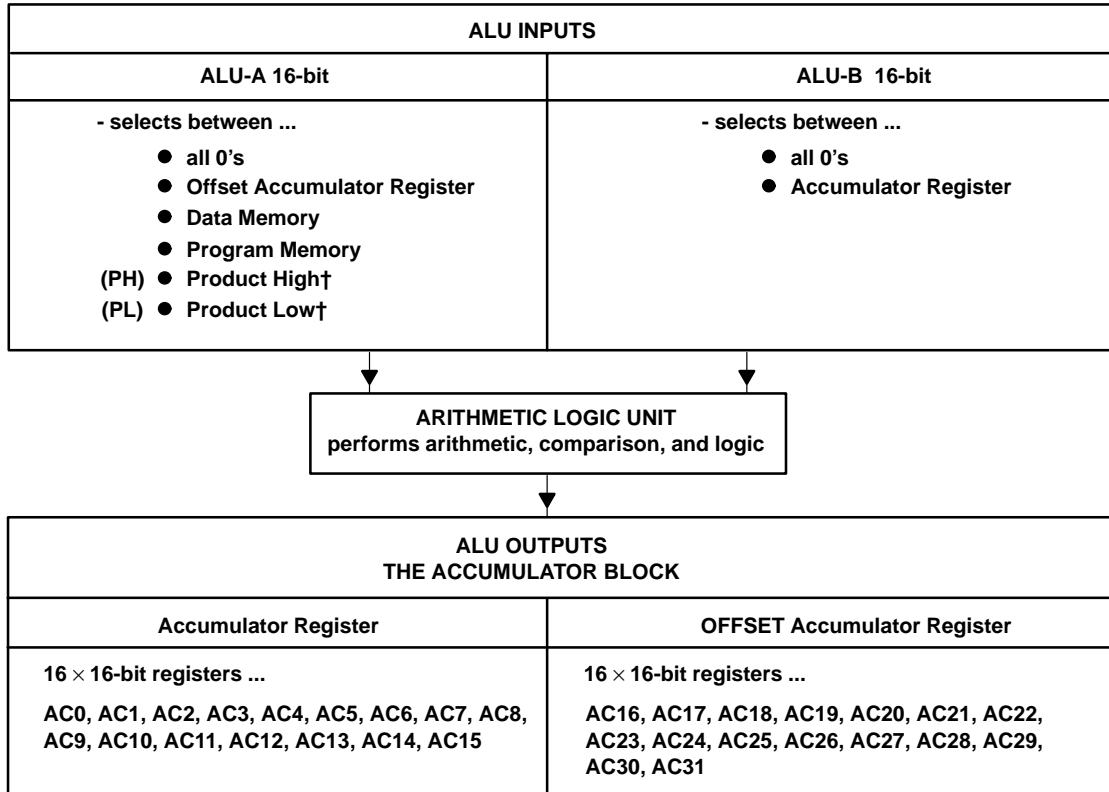 ALU INPUTS
ALU-A 16-bit
- selects between ...
● all 0's
● Offset Accumulator Register
● Data Memory
● Program Memory
(PH) ● Product High†
(PL) ● Product Low†
ALU-B 16-bit
- selects between ...
● all 0's
● Accumulator Register
ARITHMETIC LOGIC UNIT
performs arithmetic, comparison, and logic
ALU OUTPUTS
THE ACCUMULATOR BLOCK
Accumulator Register
16 × 16-bit registers ...
AC0, AC1, AC2, AC3, AC4, AC5, AC6, AC7, AC8,
AC9, AC10, AC11, AC12, AC13, AC14, AC15
OFFSET Accumulator Register
16 × 16-bit registers ...
AC16, AC17, AC18, AC19, AC20, AC21, AC22,
AC23, AC24, AC25, AC26, AC27, AC28, AC29,
AC30, AC31